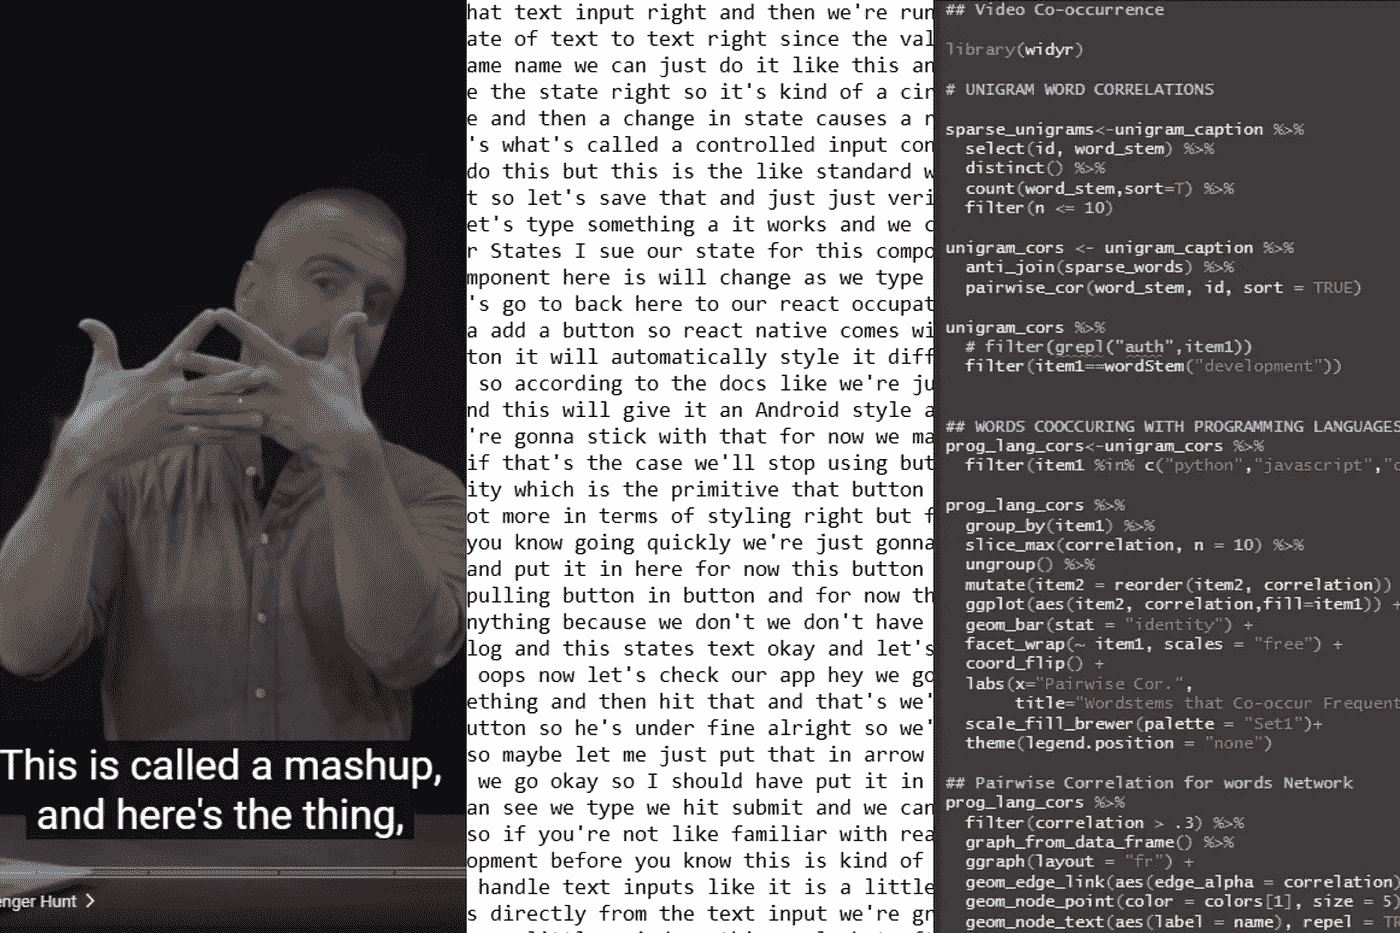 This is called a mashup,
and here's the thing,
enger Hunt
hat text input right and then we're run
ate of text to text right since the val
ame name we can just do it like this an
e the state right so it's kind of a cir
e and then a change in state causes a r
's what's called a controlled input con
do this but this is the like standard w
t so let's save that and just just veri
et's type something a it works and we c
r States I sue our state for this compo
mponent here is will change as we type
's go to back here to our react occupat
a add a button so react native comes wi
ton it will automatically style it diff
so according to the docs like we're ju
nd this will give it an Android style a
're gonna stick with that for now we ma
if that's the case we'll stop using but
ity which is the primitive that button
ot more in terms of styling right but f
you know going quickly we're just gonna
and put it in here for now this button
pulling button in button and for now th
nything because we don't we don't have
log and this states text okay and let's
oops now let's check our app hey we go
ething and then hit that and that's we'
utton so he's under fine alright so we'
so maybe let me just put that in arrow
we go okay so I should have put it in
an see we type we hit submit and we can
so if you're not like familiar with rea
opment before you know this is kind of
handle text inputs like it is a little
s directly from the text input we're gr
## Video Co-occurrence
library(widyr)
# UNIGRAM WORD CORRELATIONS
sparse_unigrams<-unigram_caption %>%
select(id, word_stem) %>%
distinct() %>%
count(word_stem,sort=T) %>%
filter(n <= 10)
unigram_cors <- unigram_caption %>%
anti_join(sparse_words) %>%
pairwise_cor(word_stem, id, sort = TRUE)
unigram_cors %>%
# filter(grepl("auth",item1))
filter(item1==wordStem("development"))
## WORDS COOCCURING WITH PROGRAMMING LANGUAGES
prog_lang_cors<-unigram_cors %>%
filter(item1 %in% c("python","javascript","c
prog_lang_cors %>%
group_by(item1) %>%
slice_max(correlation, n = 10) %>%
ungroup() %>%
mutate(item2 = reorder(item2, correlation))
ggplot(aes(item2, correlation,fill=item1)) +
geom_bar(stat = "identity") +
facet_wrap(~ item1, scales = "free") +
coord_flip() +
labs(x="Pairwise Cor.",
title="Wordstems that Co-occur Frequent
scale_fill_brewer(palette = "Set1")+
theme(legend.position = "none")
## Pairwise Correlation for words Network
prog_lang_cors %>%
filter(correlation > .3) %>%
graph_from_data_frame() %>%
ggraph(layout = "fr") +
geom_edge_link(aes(edge_alpha = correlation)
geom_node_point(color = colors[1], size = 5)
geom_node_text(aes(label = name), repel = TR